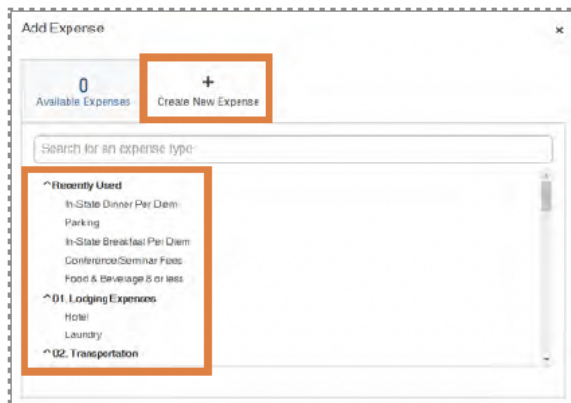 Add Expense
×
0
Available Expenses
+
Create New Expense
Search for an expense type
^Recently Used
In-State Dinner Per Diem
Parking
In-State Breakfast Per Diem
Conference/Seminar Fees
Food & Beverage 8 or less
^01. Lodging Expenses
Hotel
Laundry
^02. Transportation